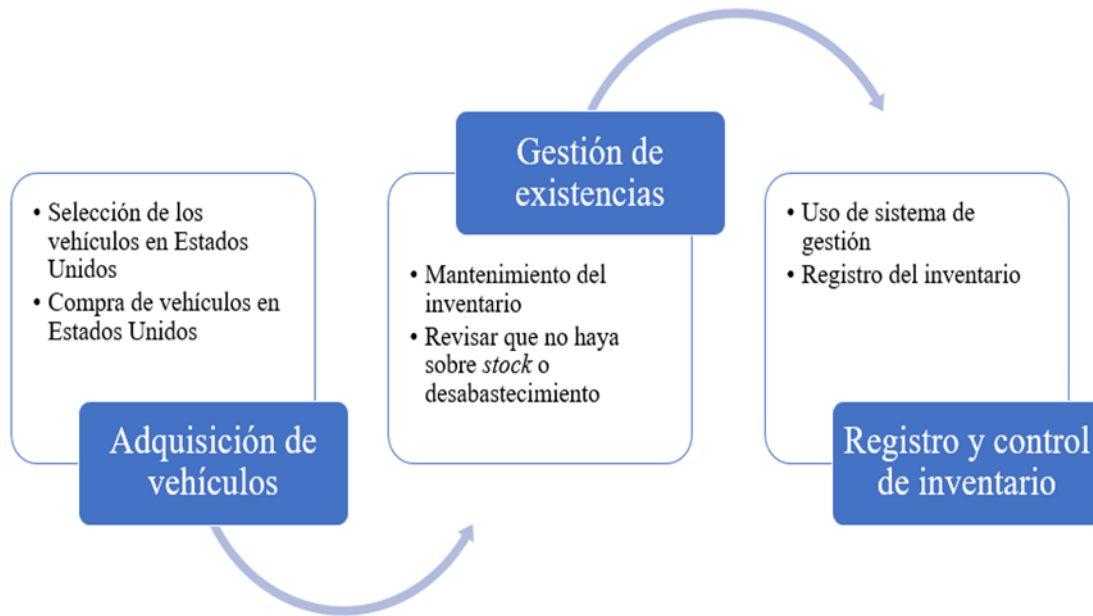 • Selección de los
vehículos en Estados
Unidos
• Compra de vehículos en
Estados Unidos
Adquisición de
vehículos
Gestión de
existencias
• Mantenimiento del
inventario
• Revisar que no haya
sobre stock o
desabastecimiento
• Uso de sistema de
gestión
• Registro del inventario
Registro y control
de inventario